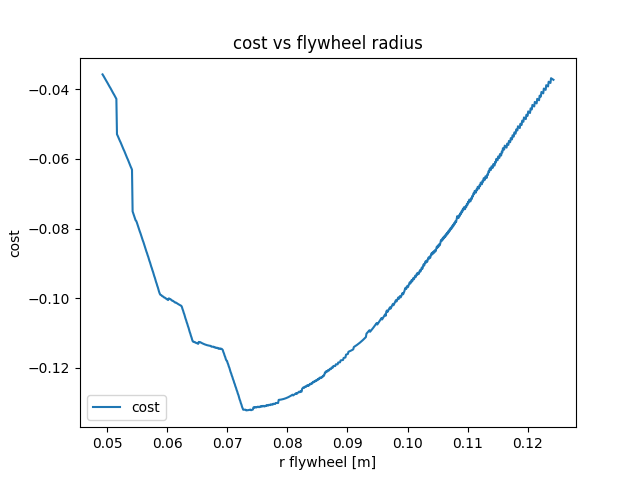 cost vs flywheel radius
−0.04
−0.06
−0.08
−0.10
−0.12
cost
cost
0.05 0.06 0.07 0.08 0.09 0.10 0.11 0.12
r flywheel [m]